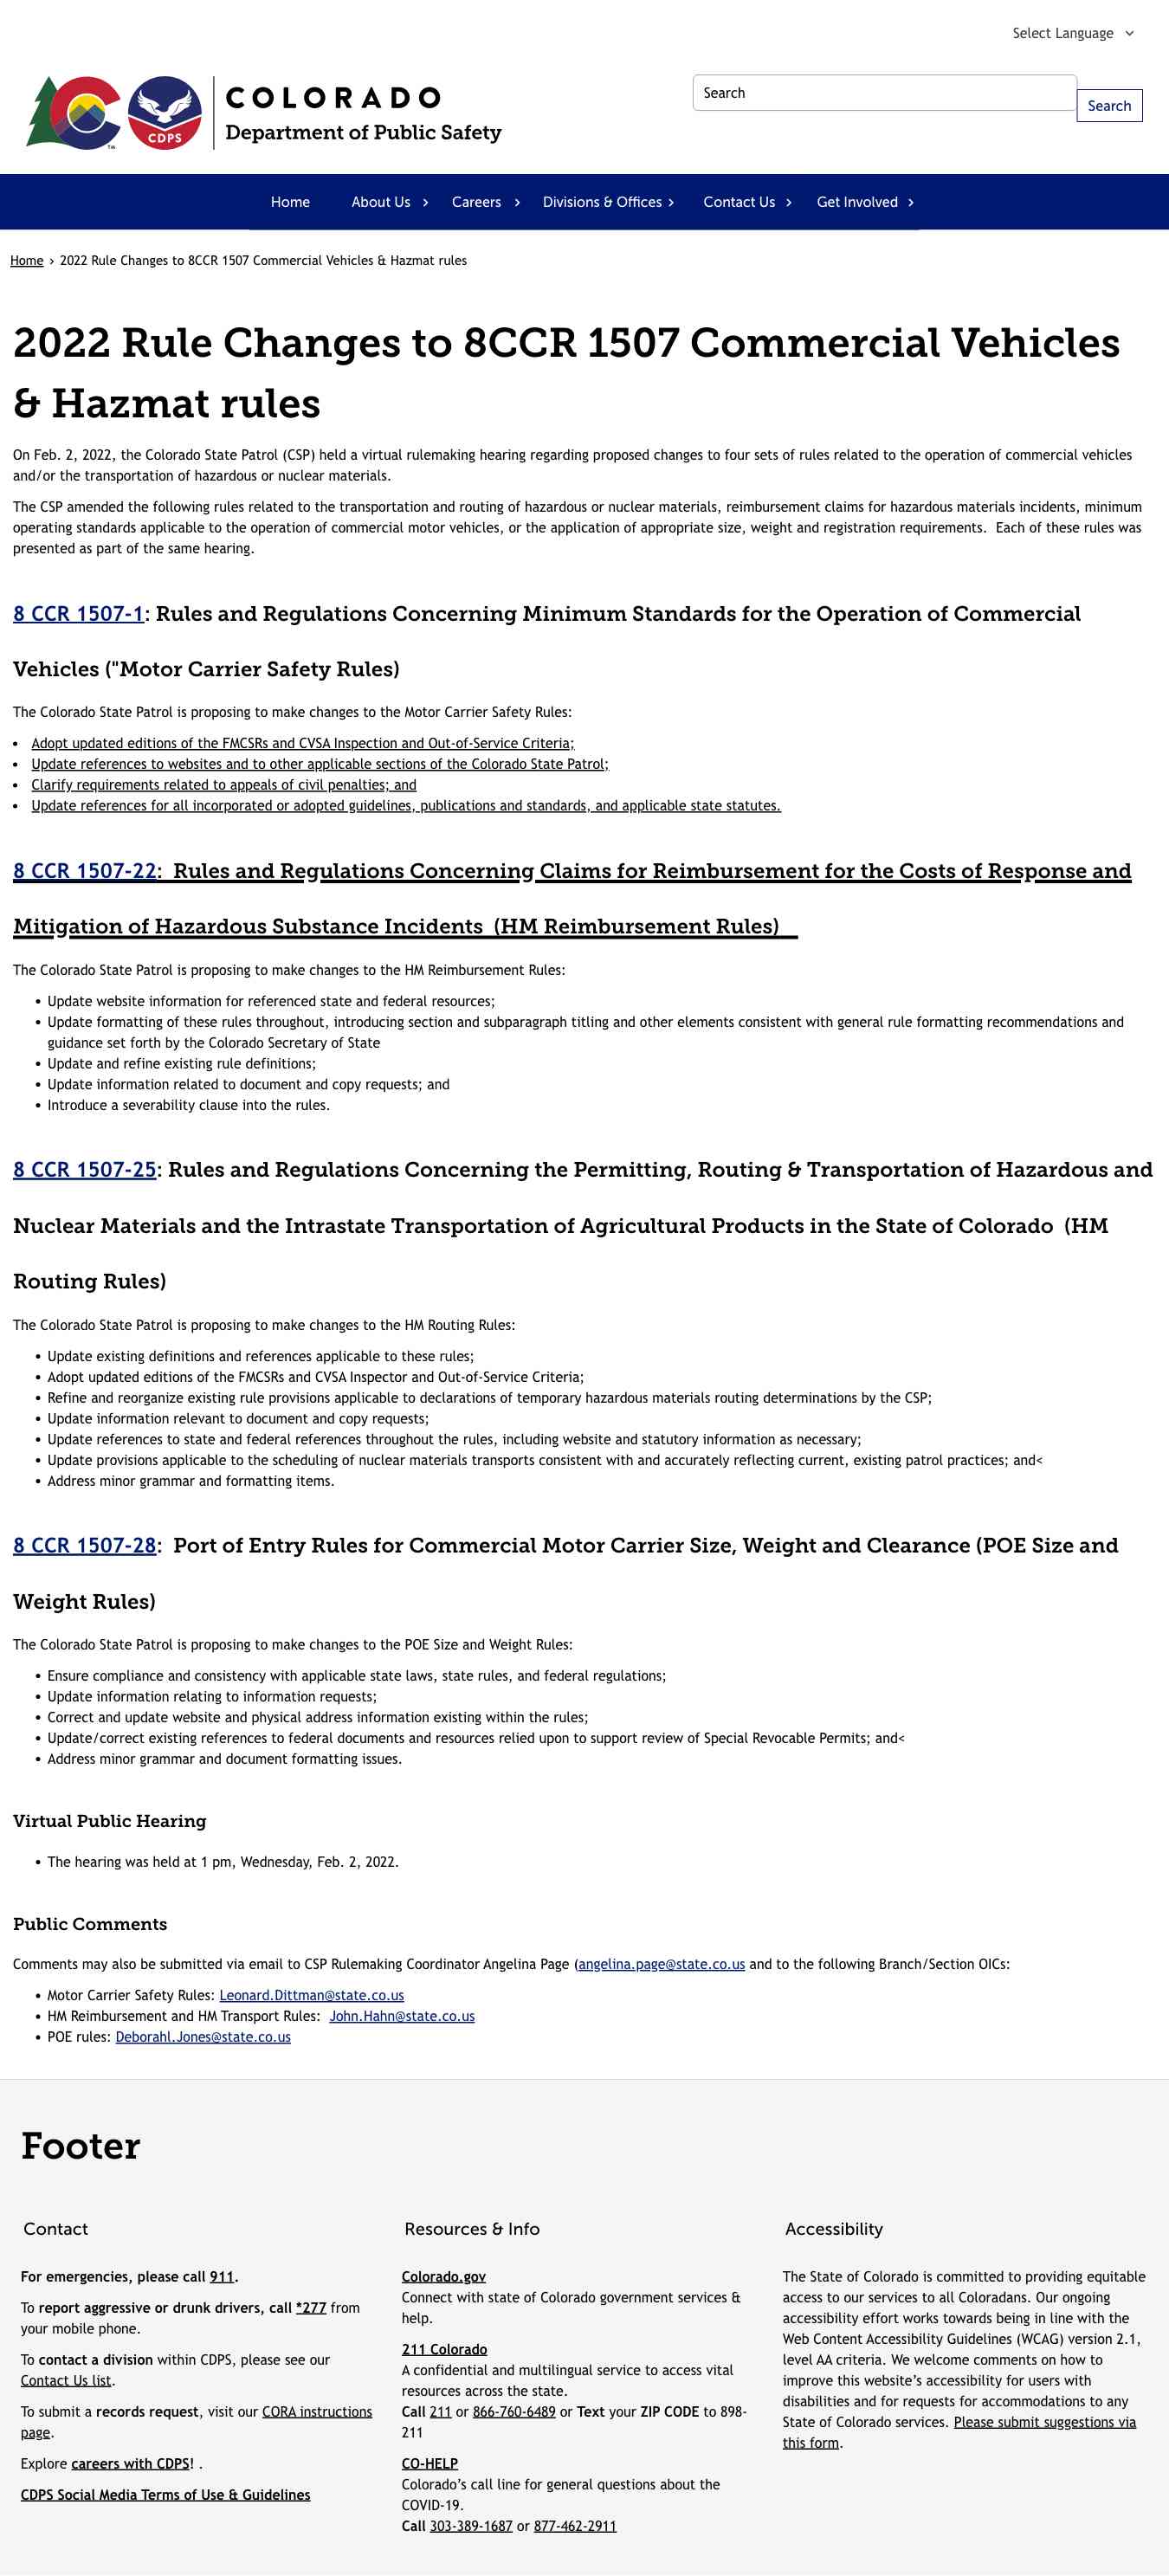 Select Language
COLORADO
Department of Public Safety
CDPS
TM
Search
Search
Home About Us Careers Divisions & Offices Contact Us Get Involved
Home › 2022 Rule Changes to 8CCR 1507 Commercial Vehicles & Hazmat rules
2022 Rule Changes to 8CCR 1507 Commercial Vehicles
& Hazmat rules
On Feb. 2, 2022, the Colorado State Patrol (CSP) held a virtual rulemaking hearing regarding proposed changes to four sets of rules related to the operation of commercial vehicles
and/or the transportation of hazardous or nuclear materials.
The CSP amended the following rules related to the transportation and routing of hazardous or nuclear materials, reimbursement claims for hazardous materials incidents, minimum
operating standards applicable to the operation of commercial motor vehicles, or the application of appropriate size, weight and registration requirements.  Each of these rules was
presented as part of the same hearing.
8 CCR 1507-1: Rules and Regulations Concerning Minimum Standards for the Operation of Commercial
Vehicles ("Motor Carrier Safety Rules)
The Colorado State Patrol is proposing to make changes to the Motor Carrier Safety Rules:
• Adopt updated editions of the FMCSRs and CVSA Inspection and Out-of-Service Criteria;
• Update references to websites and to other applicable sections of the Colorado State Patrol;
• Clarify requirements related to appeals of civil penalties; and
• Update references for all incorporated or adopted guidelines, publications and standards, and applicable state statutes.
8 CCR 1507-22:  Rules and Regulations Concerning Claims for Reimbursement for the Costs of Response and
Mitigation of Hazardous Substance Incidents  (HM Reimbursement Rules)
The Colorado State Patrol is proposing to make changes to the HM Reimbursement Rules:
• Update website information for referenced state and federal resources;
• Update formatting of these rules throughout, introducing section and subparagraph titling and other elements consistent with general rule formatting recommendations and
guidance set forth by the Colorado Secretary of State
• Update and refine existing rule definitions;
• Update information related to document and copy requests; and
• Introduce a severability clause into the rules.
8 CCR 1507-25: Rules and Regulations Concerning the Permitting, Routing & Transportation of Hazardous and
Nuclear Materials and the Intrastate Transportation of Agricultural Products in the State of Colorado  (HM
Routing Rules)
The Colorado State Patrol is proposing to make changes to the HM Routing Rules:
• Update existing definitions and references applicable to these rules;
• Adopt updated editions of the FMCSRs and CVSA Inspector and Out-of-Service Criteria;
• Refine and reorganize existing rule provisions applicable to declarations of temporary hazardous materials routing determinations by the CSP;
• Update information relevant to document and copy requests;
• Update references to state and federal references throughout the rules, including website and statutory information as necessary;
• Update provisions applicable to the scheduling of nuclear materials transports consistent with and accurately reflecting current, existing patrol practices; and<
• Address minor grammar and formatting items.
8 CCR 1507-28:  Port of Entry Rules for Commercial Motor Carrier Size, Weight and Clearance (POE Size and
Weight Rules)
The Colorado State Patrol is proposing to make changes to the POE Size and Weight Rules:
• Ensure compliance and consistency with applicable state laws, state rules, and federal regulations;
• Update information relating to information requests;
• Correct and update website and physical address information existing within the rules;
• Update/correct existing references to federal documents and resources relied upon to support review of Special Revocable Permits; and<
• Address minor grammar and document formatting issues.
Virtual Public Hearing
• The hearing was held at 1 pm, Wednesday, Feb. 2, 2022.
Public Comments
Comments may also be submitted via email to CSP Rulemaking Coordinator Angelina Page (angelina.page@state.co.us and to the following Branch/Section OICs:
• Motor Carrier Safety Rules: Leonard.Dittman@state.co.us
• HM Reimbursement and HM Transport Rules:  John.Hahn@state.co.us
• POE rules: Deborahl.Jones@state.co.us
Footer
Contact
For emergencies, please call 911.
To report aggressive or drunk drivers, call *277 from
your mobile phone.
To contact a division within CDPS, please see our
Contact Us list.
To submit a records request, visit our CORA instructions
page.
Explore careers with CDPS! .
CDPS Social Media Terms of Use & Guidelines
Resources & Info
Colorado.gov
Connect with state of Colorado government services &
help.
211 Colorado
A confidential and multilingual service to access vital
resources across the state.
Call 211 or 866-760-6489 or Text your ZIP CODE to 898-
211
CO-HELP
Colorado’s call line for general questions about the
COVID-19.
Call 303-389-1687 or 877-462-2911
Accessibility
The State of Colorado is committed to providing equitable
access to our services to all Coloradans. Our ongoing
accessibility effort works towards being in line with the
Web Content Accessibility Guidelines (WCAG) version 2.1,
level AA criteria. We welcome comments on how to
improve this website’s accessibility for users with
disabilities and for requests for accommodations to any
State of Colorado services. Please submit suggestions via
this form.